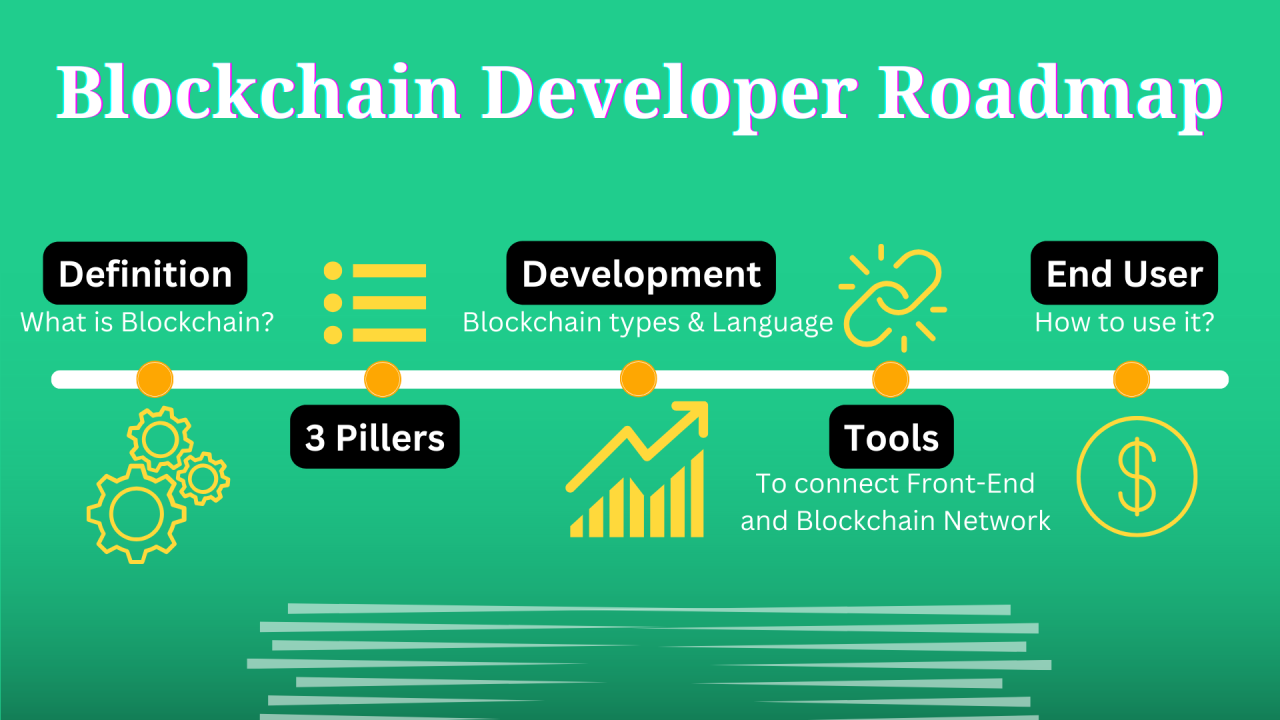 Blockchain Developer Roadmap
Definition
What is Blockchain?
3 Pillers
Development
Blockchain types & Language
Tools
To connect Front-End
and Blockchain Network
End User
How to use it?
$